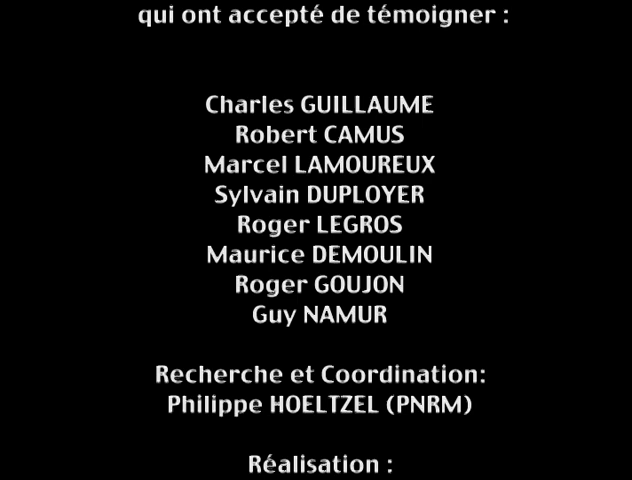 qui ont accepté de témoigner :
Charles GUILLAUME
Robert CAMUS
Marcel LAMOUREUX
Sylvain DUPLOYER
Roger LEGROS
Maurice DEMOULIN
Roger GOUJON
Guy NAMUR
Recherche et Coordination:
Philippe HOELTZEL (PNRM)
Réalisation :